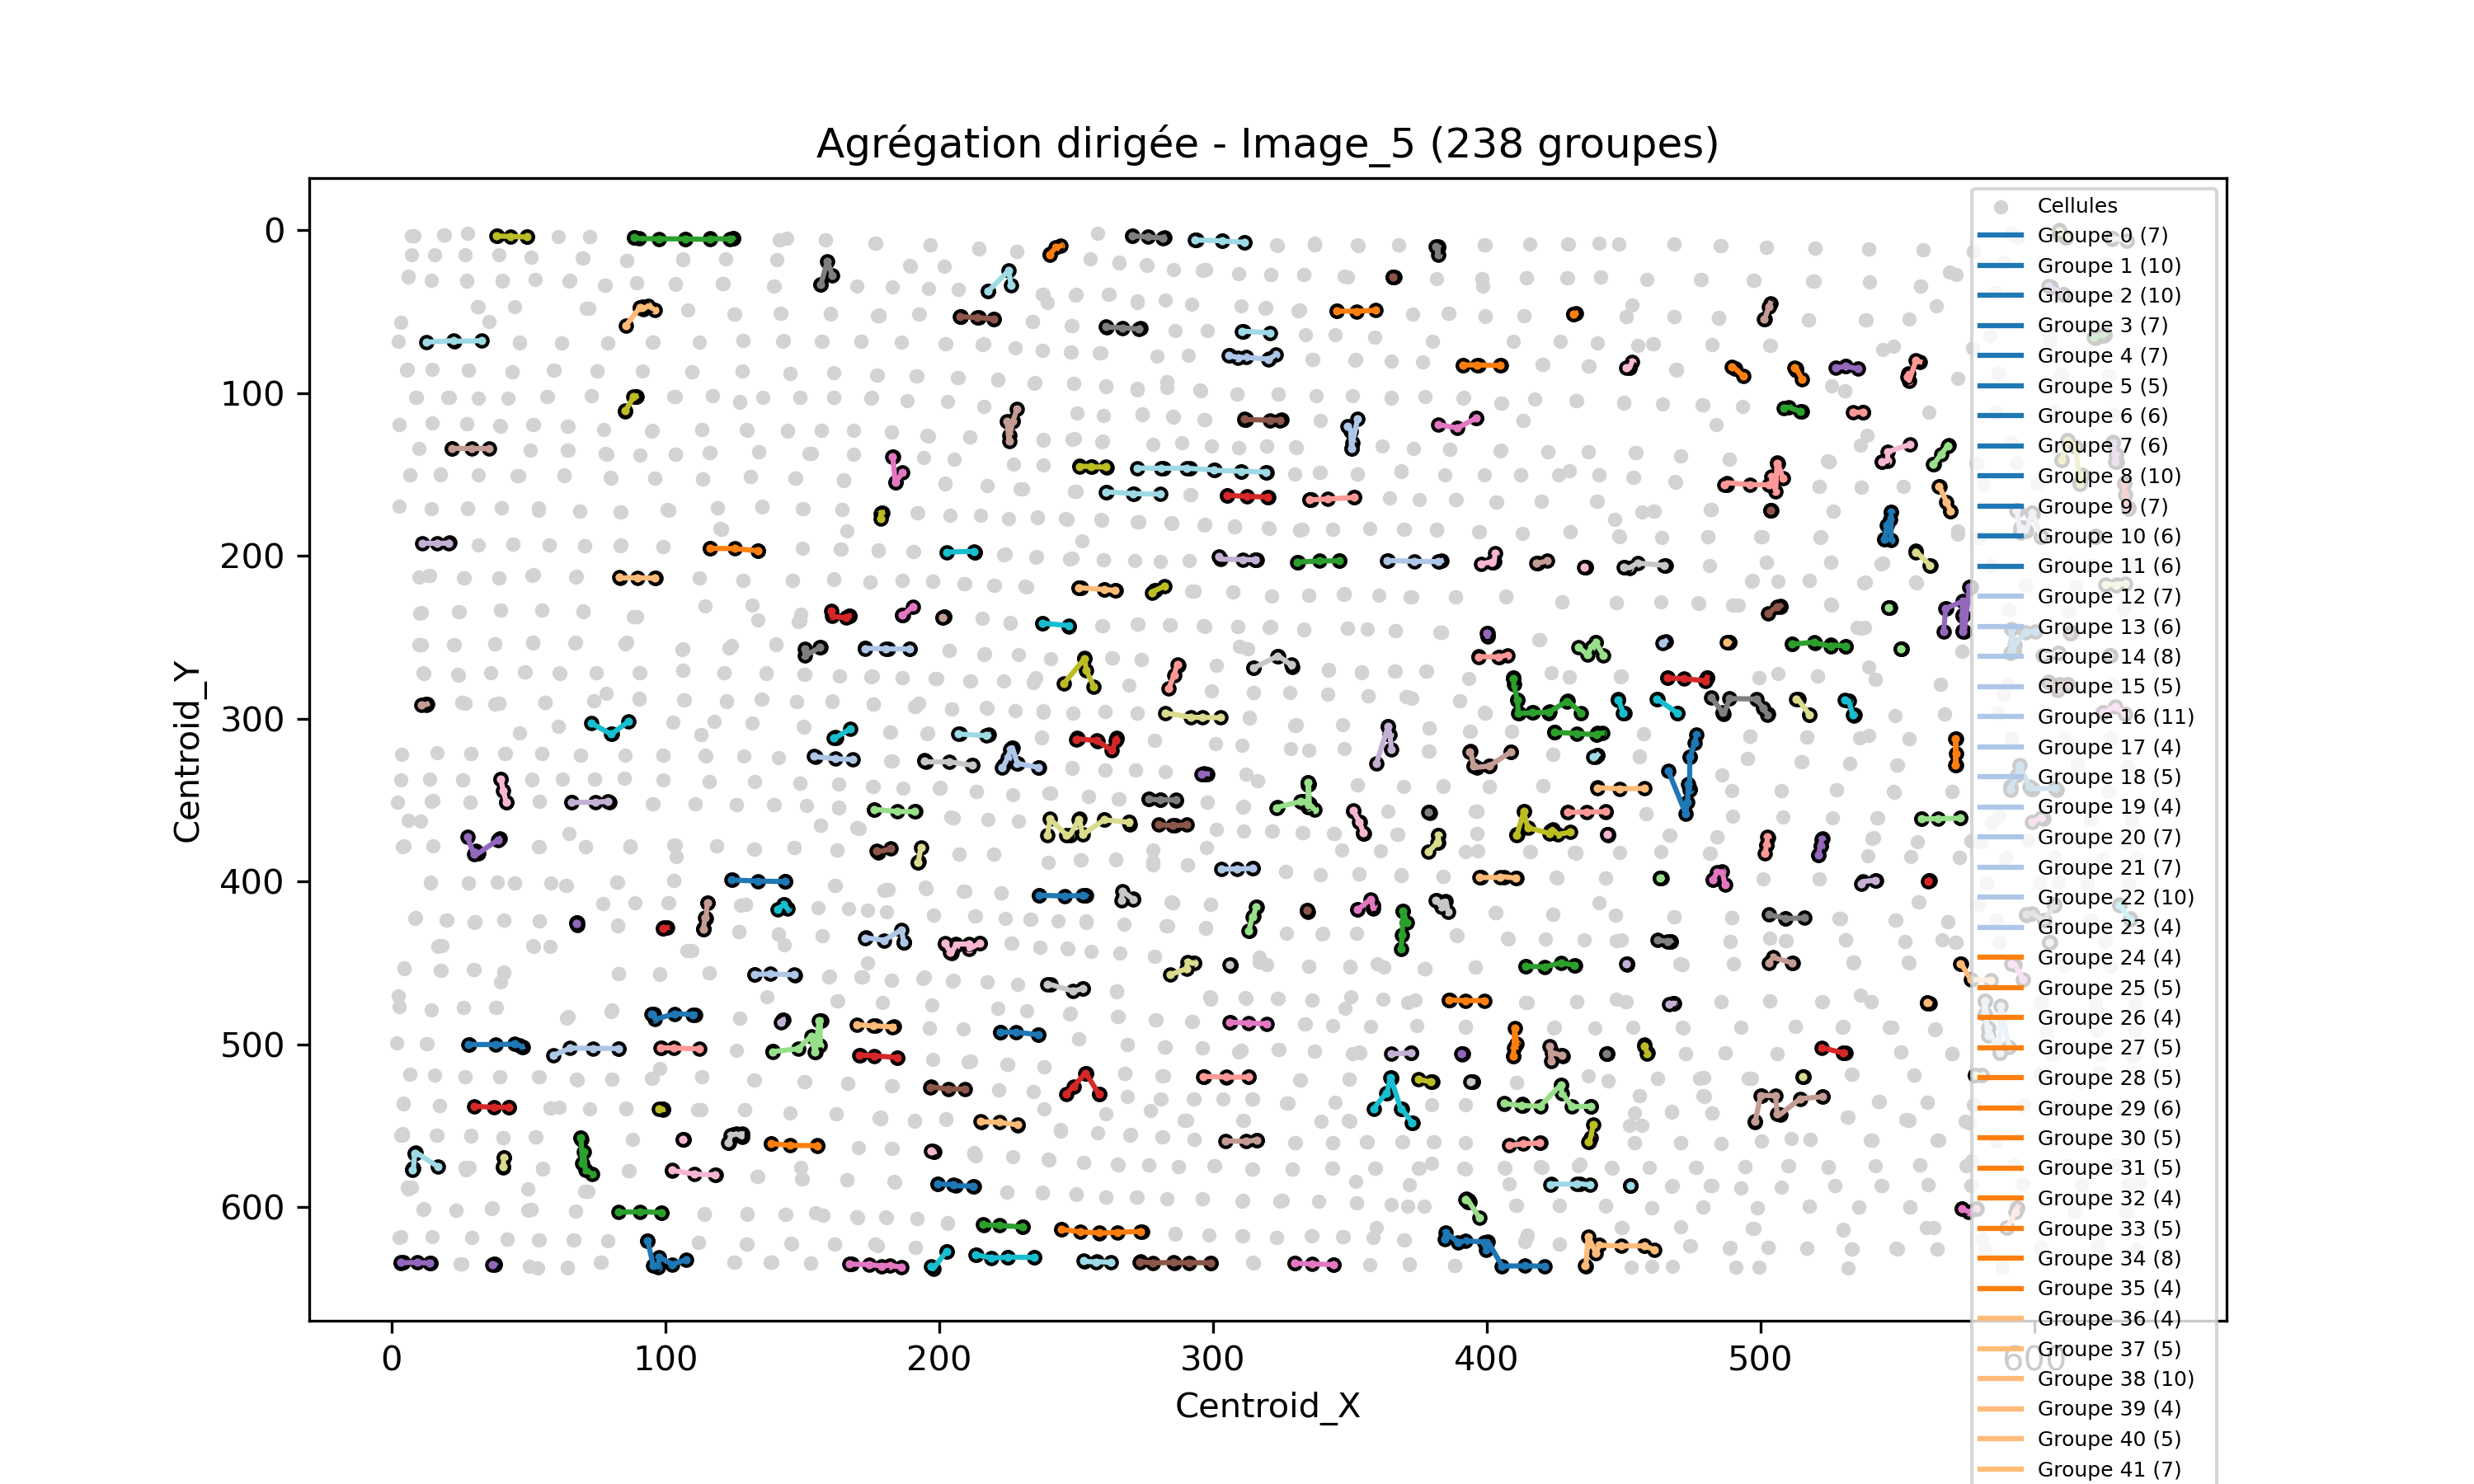 Agrégation dirigée - Image_5 (238 groupes)
Centroid_Y
0
100
200
300
400
500
600
0
100
200
300
400
500
600
Centroid_X
Cellules
Groupe 0 (7)
Groupe 1 (10)
Groupe 2 (10)
Groupe 3 (7)
Groupe 4 (7)
Groupe 5 (5)
Groupe 6 (6)
Groupe 7 (6)
Groupe 8 (10)
Groupe 9 (7)
Groupe 10 (6)
Groupe 11 (6)
Groupe 12 (7)
Groupe 13 (6)
Groupe 14 (8)
Groupe 15 (5)
Groupe 16 (11)
Groupe 17 (4)
Groupe 18 (5)
Groupe 19 (4)
Groupe 20 (7)
Groupe 21 (7)
Groupe 22 (10)
Groupe 23 (4)
Groupe 24 (4)
Groupe 25 (5)
Groupe 26 (4)
Groupe 27 (5)
Groupe 28 (5)
Groupe 29 (6)
Groupe 30 (5)
Groupe 31 (5)
Groupe 32 (4)
Groupe 33 (5)
Groupe 34 (8)
Groupe 35 (4)
Groupe 36 (4)
Groupe 37 (5)
Groupe 38 (10)
Groupe 39 (4)
Groupe 40 (5)
Groupe 41 (7)